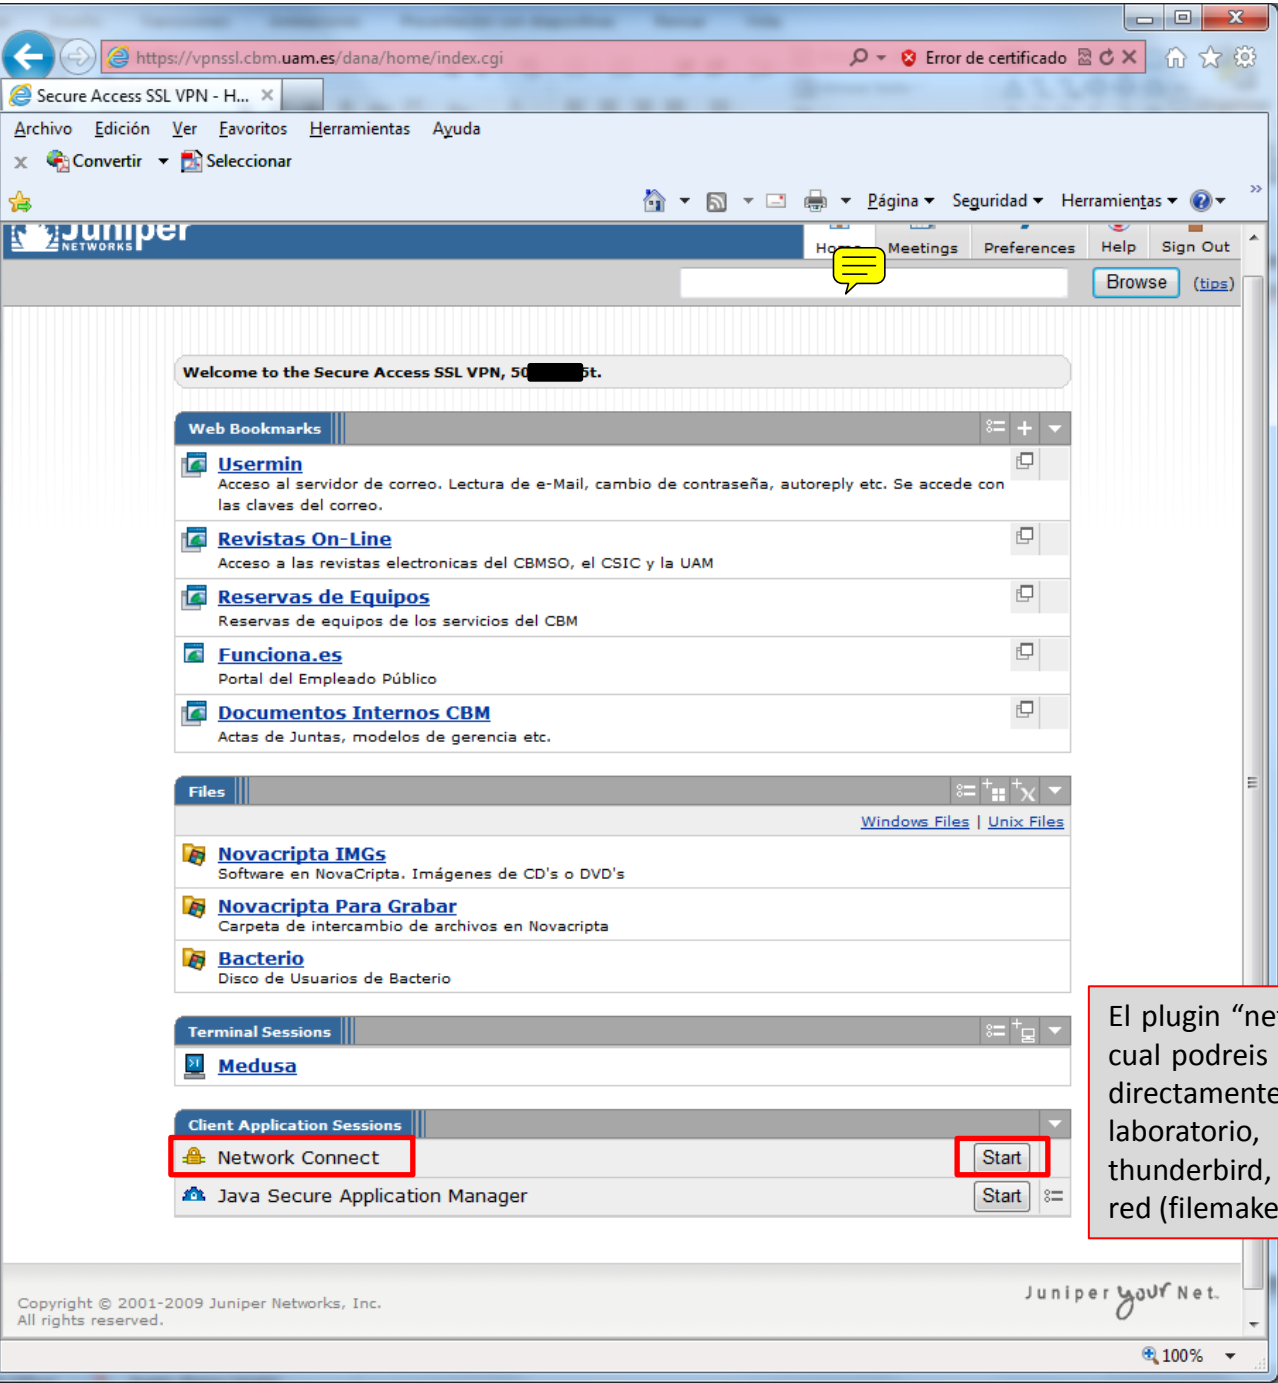 https://vpnssl.cbm.uam.es/dana/home/index.cgi
Error de certificado
Secure Access SSL VPN - H...
Archivo Edición Ver Favoritos Herramientas Ayuda
x Convertir Seleccionar
Página Seguridad Herramientas
Juniper
NETWORKS
Meetings Preferences Help Sign Out
Browse (tips)
Welcome to the Secure Access SSL VPN, 50 5t.
Web Bookmarks
Usermin
Acceso al servidor de correo. Lectura de e-Mail, cambio de contraseña, autoreply etc. Se accede con
las claves del correo.
Revistas On-Line
Acceso a las revistas electronicas del CBMSO, el CSIC y la UAM
Reservas de Equipos
Reservas de equipos de los servicios del CBM
Funciona.es
Portal del Empleado Público
Documentos Internos CBM
Actas de Juntas, modelos de gerencia etc.
Files
Windows Files | Unix Files
Novacripta IMGs
Software en NovaCripta. Imágenes de CD's o DVD's
Novacripta Para Grabar
Carpeta de intercambio de archivos en Novacripta
Bacterio
Disco de Usuarios de Bacterio
Terminal Sessions
Medusa
Client Application Sessions
Network Connect Start
Java Secure Application Manager Start
El plugin “ne
cual podreis
directamente
laboratorio,
thunderbird,
red (filemake
Juniper your Net.
Copyright © 2001-2009 Juniper Networks, Inc.
All rights reserved.
100%